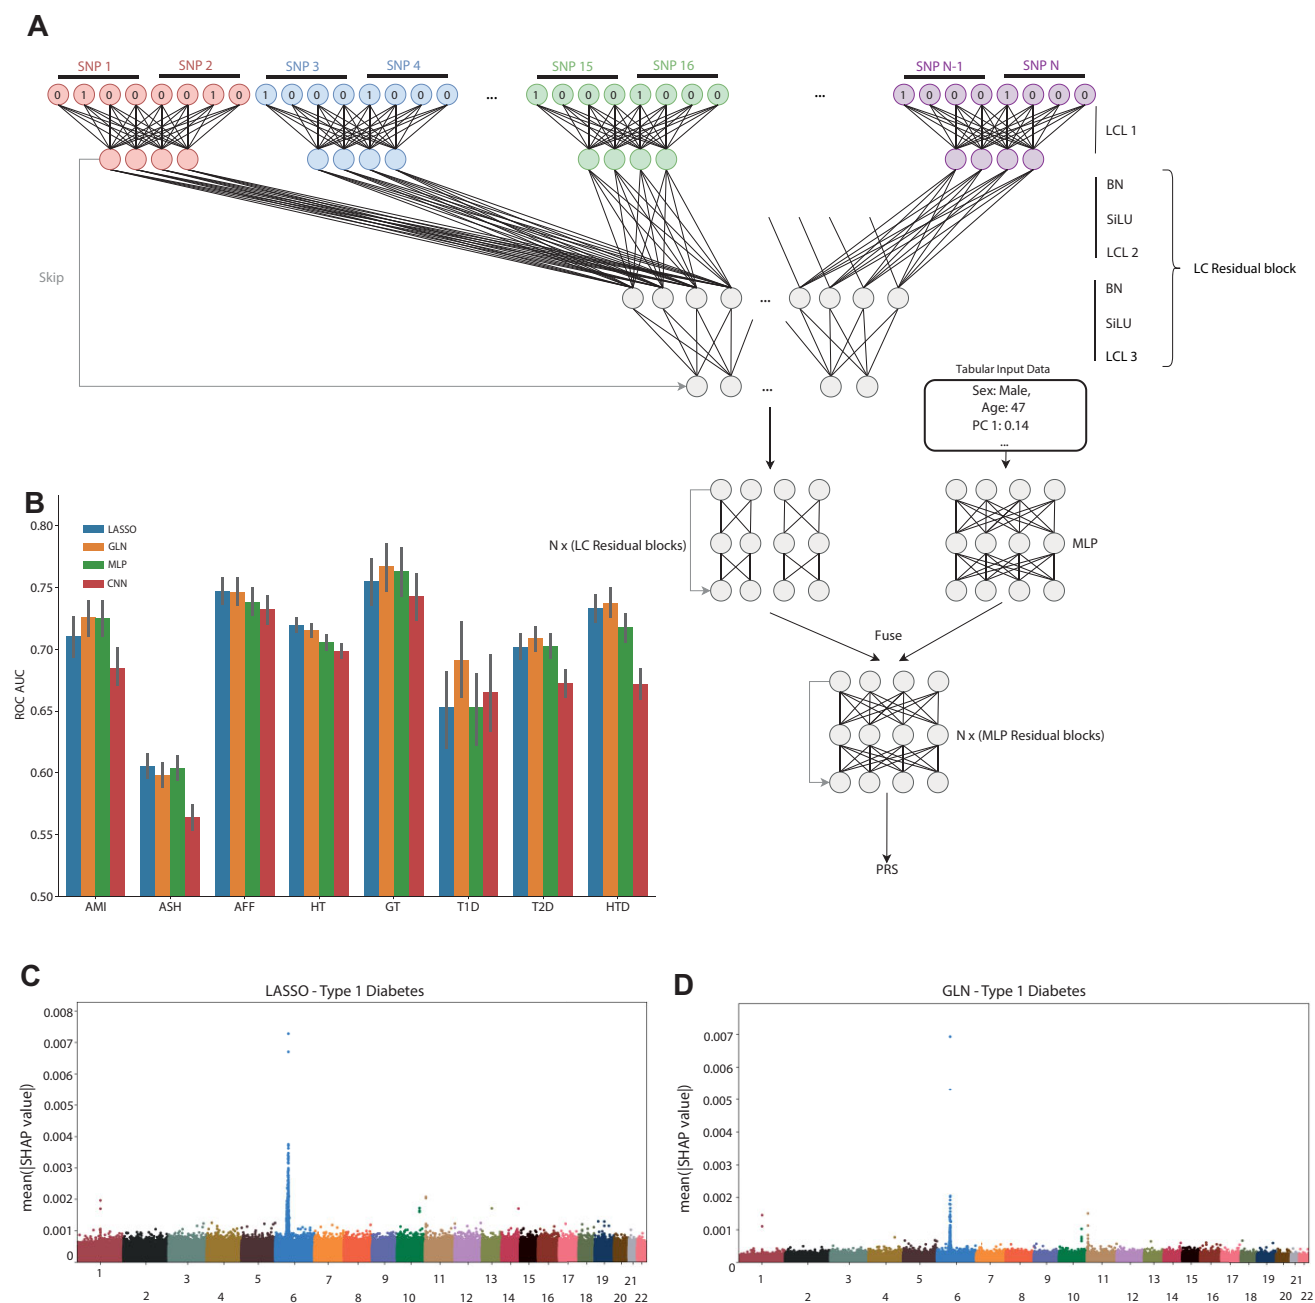 A
SNP 1 SNP 2 SNP 3 SNP 4 SNP 15 SNP 16 SNP N-1 SNP N
0 1 0 0 0 0 1 0 1 0 0 0 1 0 0 0 ... 1 0 0 0 1 0 0 0 ... 1 0 0 0 1 0 0 0
LCL 1
BN
SiLU
LCL 2
LC Residual block
Skip
BN
SiLU
LCL 3
...
...
Tabular Input Data
Sex: Male,
Age: 47
PC 1: 0.14
...
N x (LC Residual blocks)
MLP
Fuse
N x (MLP Residual blocks)
PRS
B
LASSO
GLN
MLP
CNN
ROC AUC
0.80
0.75
0.70
0.65
0.60
0.55
0.50
AMI ASH AFF HT GT T1D T2D HTD
C
LASSO - Type 1 Diabetes
mean(|SHAP value|)
0.008
0.007
0.006
0.005
0.004
0.003
0.002
0.001
0
1 3 5 7 9 11 13 15 17 19 21
2 4 6 8 10 12 14 16 18 20 22
D
GLN - Type 1 Diabetes
mean(|SHAP value|)
0.007
0.006
0.005
0.004
0.003
0.002
0.001
0
1 3 5 7 9 11 13 15 17 19 21
2 4 6 8 10 12 14 16 18 20 22